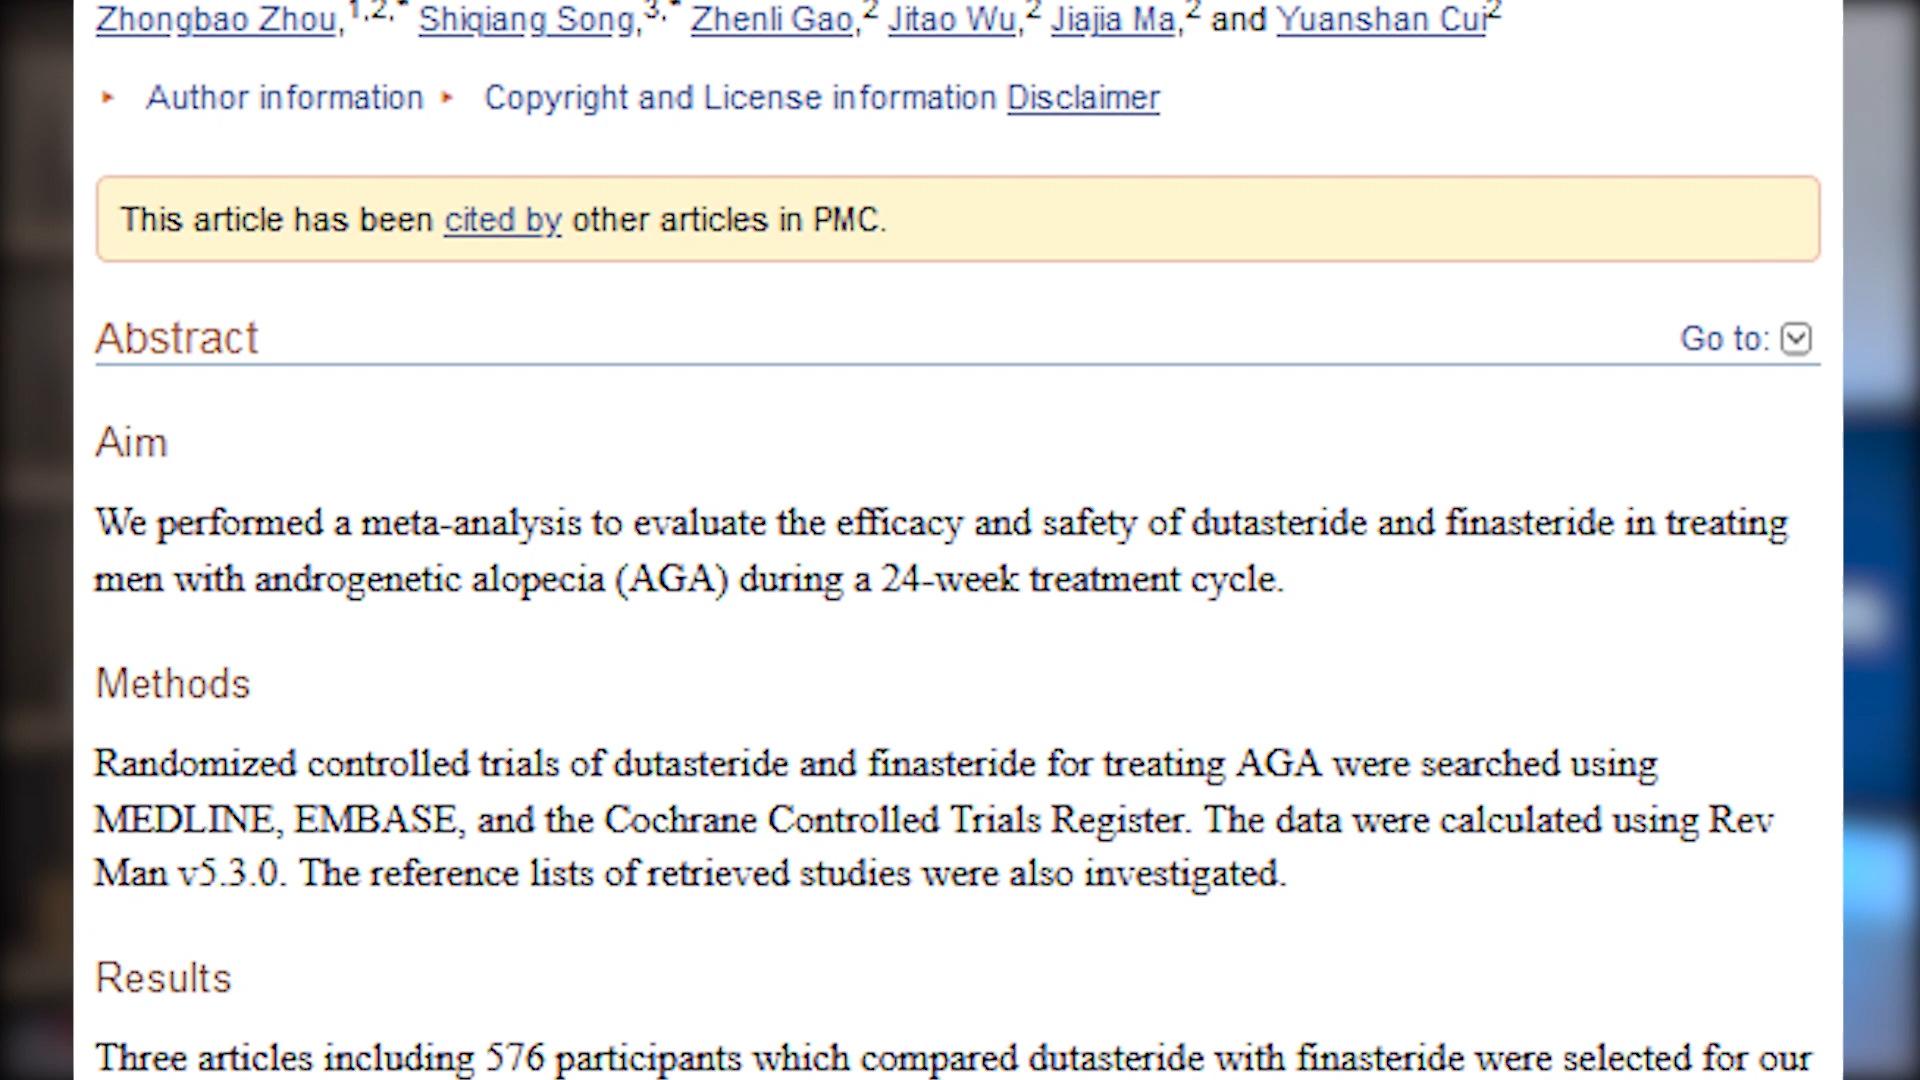 Zhongbao Zhou,1,2,* Shiqiang Song,3,* Zhenli Gao,2 Jitao Wu,2 Jiajia Ma,2 and Yuanshan Cui2
Author information Copyright and License information Disclaimer
This article has been cited by other articles in PMC.
Abstract
Go to:
Aim
We performed a meta-analysis to evaluate the efficacy and safety of dutasteride and finasteride in treating
men with androgenetic alopecia (AGA) during a 24-week treatment cycle.
Methods
Randomized controlled trials of dutasteride and finasteride for treating AGA were searched using
MEDLINE, EMBASE, and the Cochrane Controlled Trials Register. The data were calculated using Rev
Man v5.3.0. The reference lists of retrieved studies were also investigated.
Results
Three articles including 576 participants which compared dutasteride with finasteride were selected for our